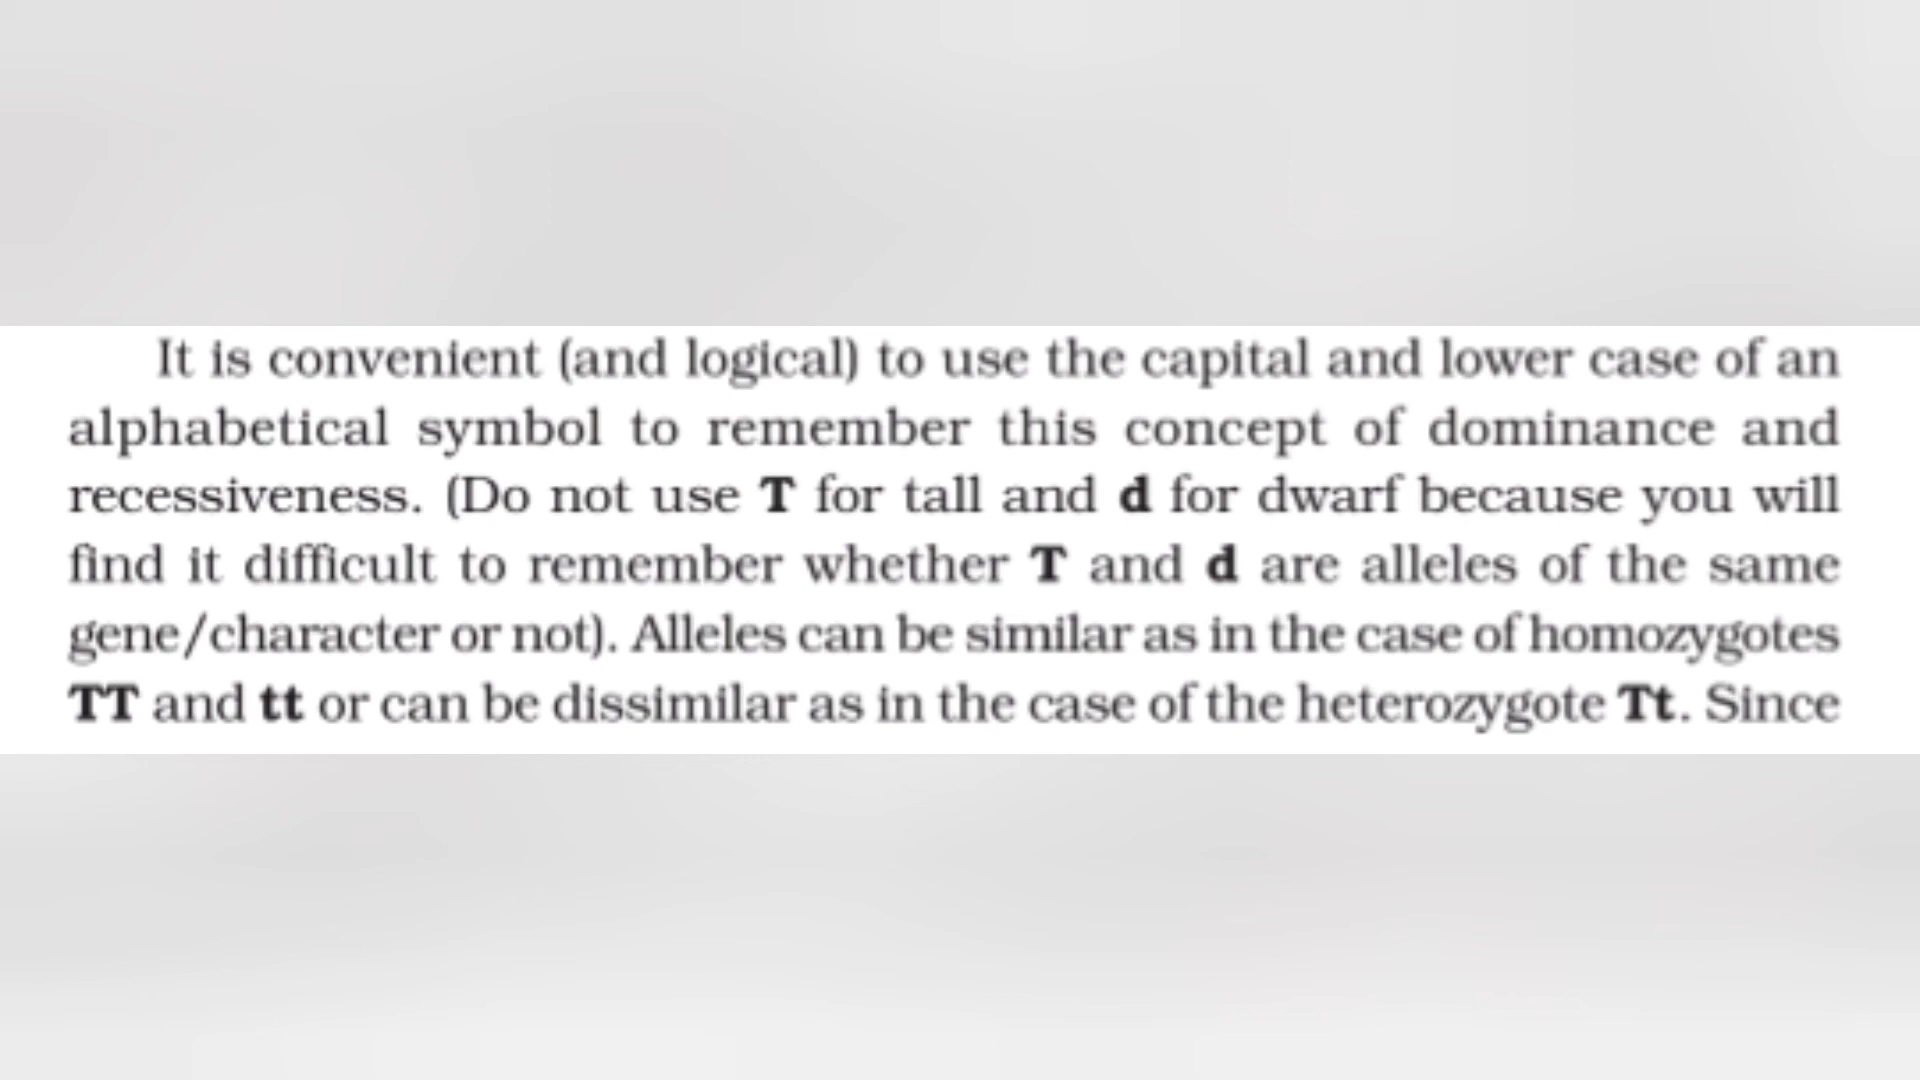 It is convenient (and logical) to use the capital and lower case of an
alphabetical symbol to remember this concept of dominance and
recessiveness. (Do not use T for tall and d for dwarf because you will
find it difficult to remember whether T and d are alleles of the same
gene/character or not). Alleles can be similar as in the case of homozygotes
TT and tt or can be dissimilar as in the case of the heterozygote Tt. Since